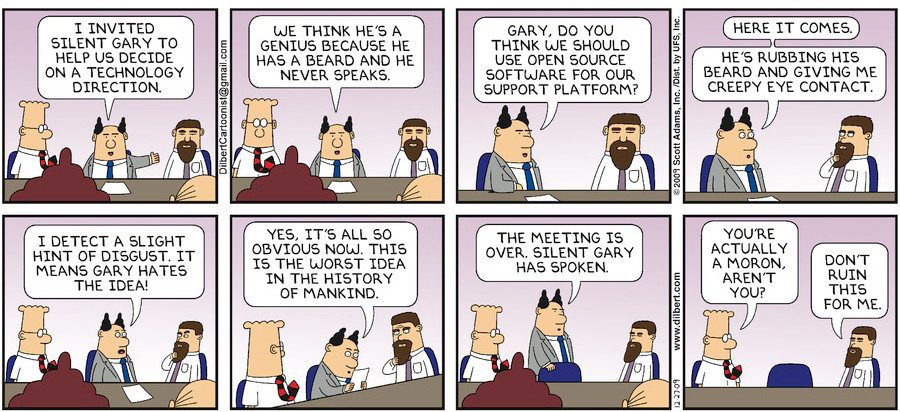 I INVITED
SILENT GARY TO
HELP US DECIDE
ON A TECHNOLOGY
DIRECTION.
DilbertCartoonist@gmail.com
WE THINK HE'S A
GENIUS BECAUSE HE
HAS A BEARD AND HE
NEVER SPEAKS.
GARY, DO YOU
THINK WE SHOULD
USE OPEN SOURCE
SOFTWARE FOR OUR
SUPPORT PLATFORM?
© 2009 Scott Adams, Inc./Dist. by UFS, Inc.
HERE IT COMES.
HE'S RUBBING HIS
BEARD AND GIVING ME
CREEPY EYE CONTACT.
I DETECT A SLIGHT
HINT OF DISGUST. IT
MEANS GARY HATES
THE IDEA!
YES, IT'S ALL SO
OBVIOUS NOW. THIS
IS THE WORST IDEA
IN THE HISTORY
OF MANKIND.
THE MEETING IS
OVER. SILENT GARY
HAS SPOKEN.
12-27-09 www.dilbert.com
YOU'RE
ACTUALLY
A MORON,
AREN'T
YOU?
DON'T
RUIN
THIS
FOR ME.